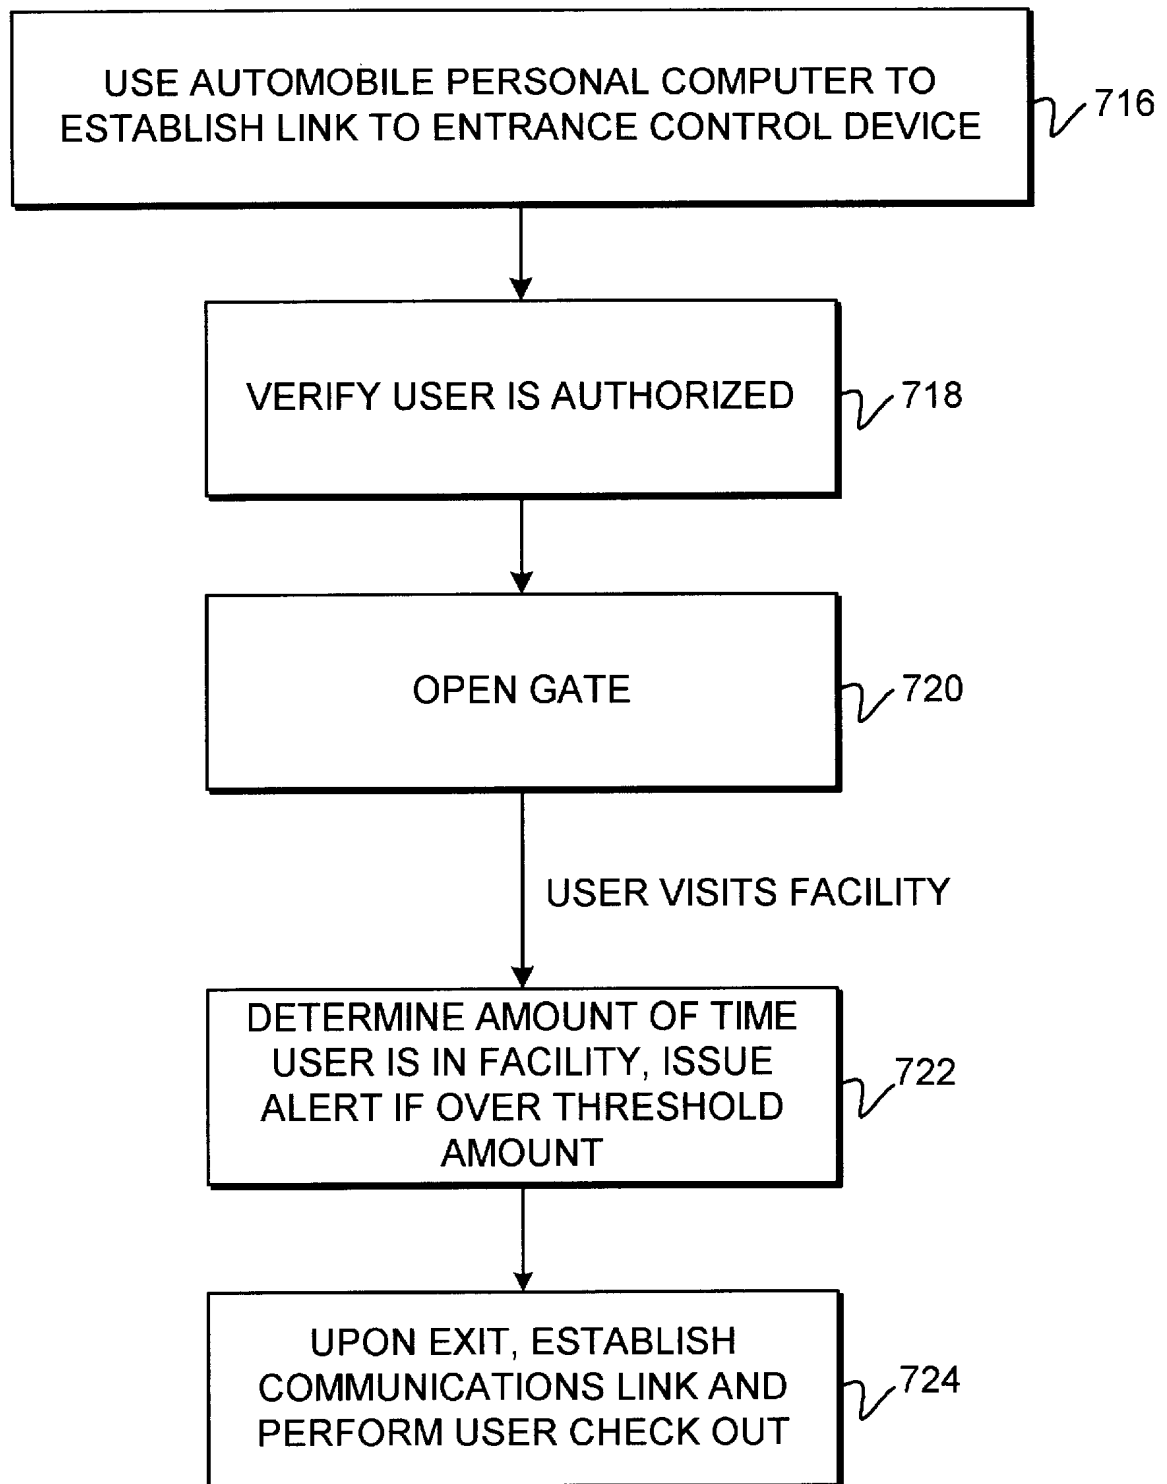 USE AUTOMOBILE PERSONAL COMPUTER TO
ESTABLISH LINK TO ENTRANCE CONTROL DEVICE
716
VERIFY USER IS AUTHORIZED
718
OPEN GATE
720
USER VISITS FACILITY
DETERMINE AMOUNT OF TIME
USER IS IN FACILITY, ISSUE
ALERT IF OVER THRESHOLD
AMOUNT
722
UPON EXIT, ESTABLISH
COMMUNICATIONS LINK AND
PERFORM USER CHECK OUT
724